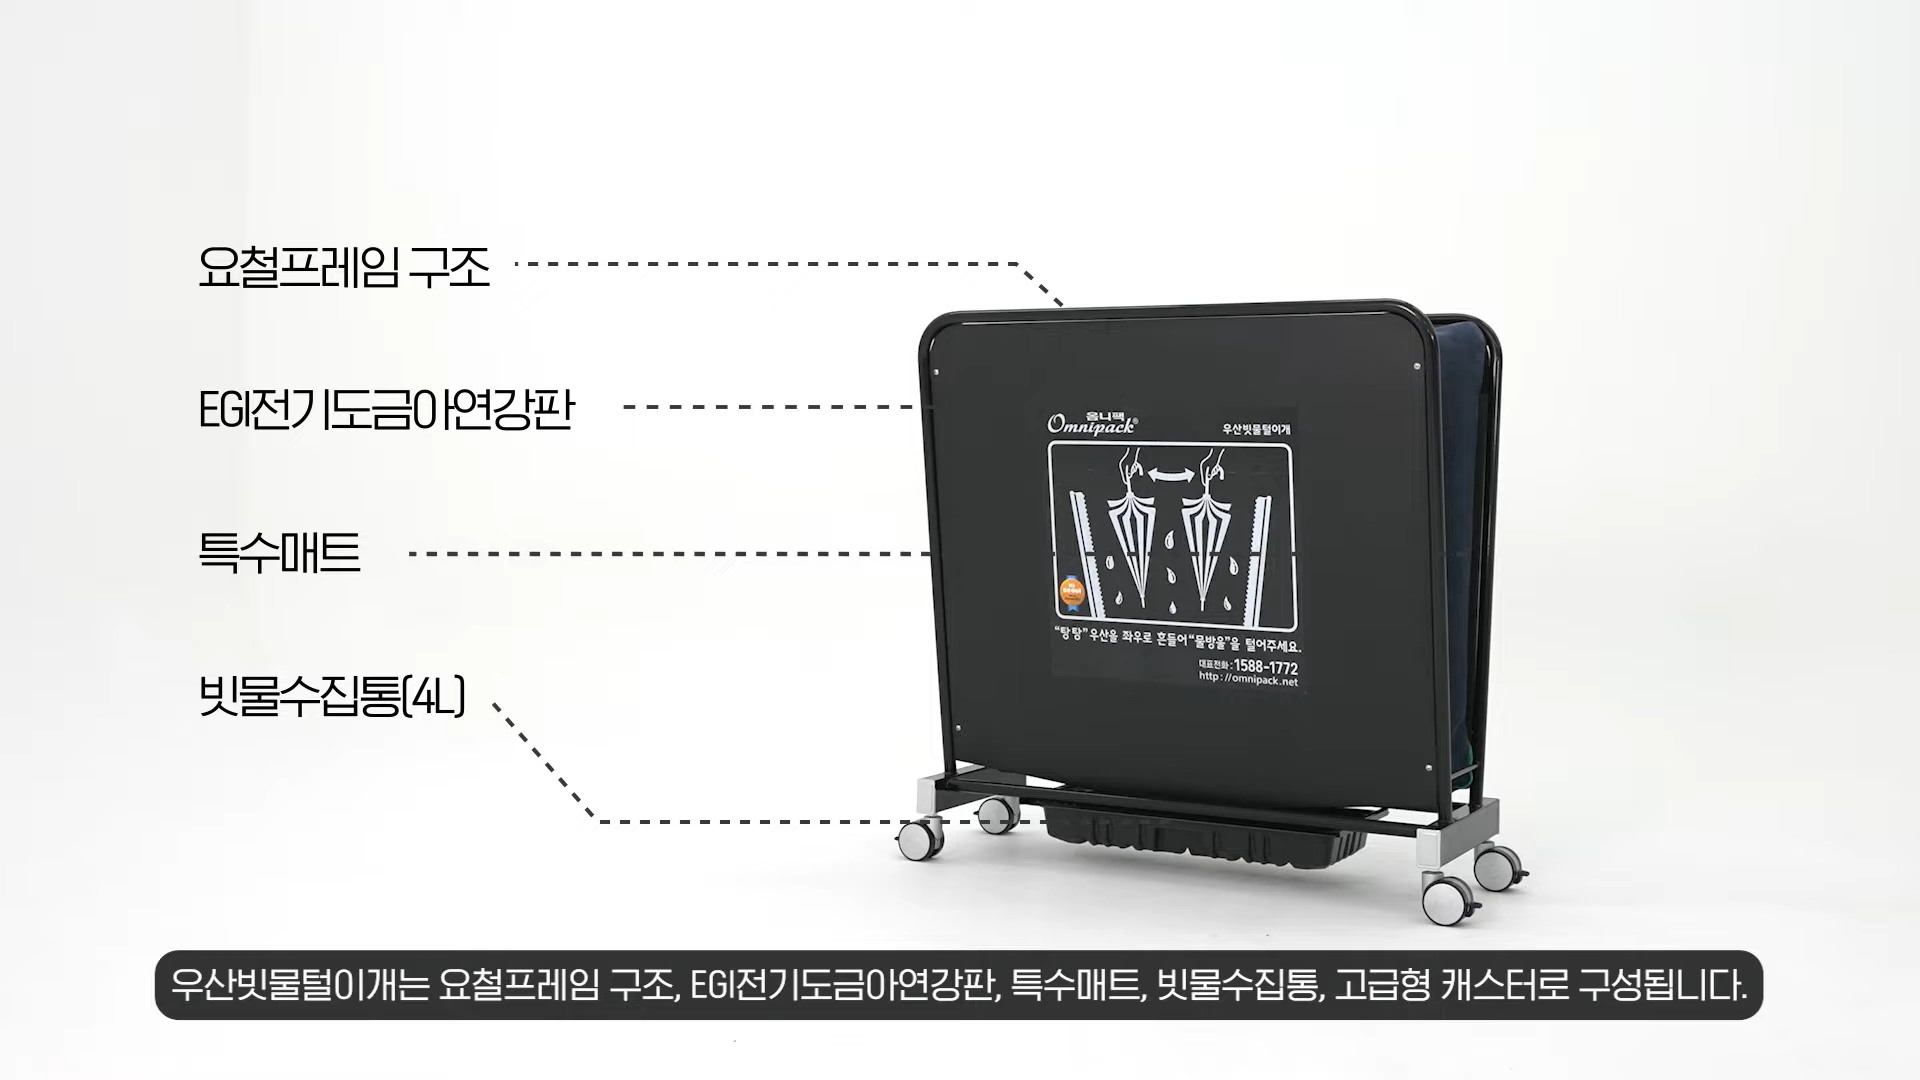 요철프레임 구조
EGI전기도금아연강판
특수매트
빗물수집통(4L)
옴니팩
Omnipack®
우산빗물털이개
"탕탕"우산을 좌우로 흔들어"물방울"을 털어주세요.
대표전화:1588-1772
http://omnipack.net
우산빗물털이개는 요철프레임 구조, EGI전기도금아연강판, 특수매트, 빗물수집통, 고급형 캐스터로 구성됩니다.